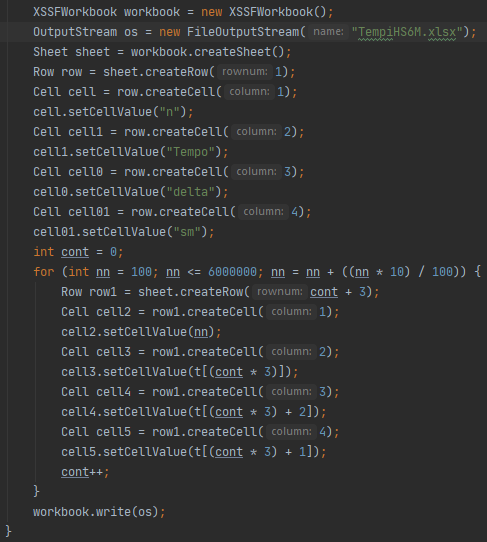 XSSFWorkbook workbook = new XSSFWorkbook();
OutputStream os = new FileOutputStream( name: "TempiHS6M.xlsx");
Sheet sheet = workbook.createSheet();
Row row = sheet.createRow( rownum: 1);
Cell cell = row.createCell( column: 1);
cell.setCellValue("n");
Cell cell1 = row.createCell( column: 2);
cell1.setCellValue("Tempo");
Cell cell0 = row.createCell( column: 3);
cell0.setCellValue("delta");
Cell cell01 = row.createCell( column: 4);
cell01.setCellValue("sm");
int cont = 0;
for (int nn = 100; nn <= 6000000; nn = nn + ((nn * 10) / 100)) {
Row row1 = sheet.createRow( rownum: cont + 3);
Cell cell2 = row1.createCell( column: 1);
cell2.setCellValue(nn);
Cell cell3 = row1.createCell( column: 2);
cell3.setCellValue(t[(cont * 3)]);
Cell cell4 = row1.createCell( column: 3);
cell4.setCellValue(t[(cont * 3) + 2]);
Cell cell5 = row1.createCell( column: 4);
cell5.setCellValue(t[(cont * 3) + 1]);
cont++;
}
workbook.write(os);
}